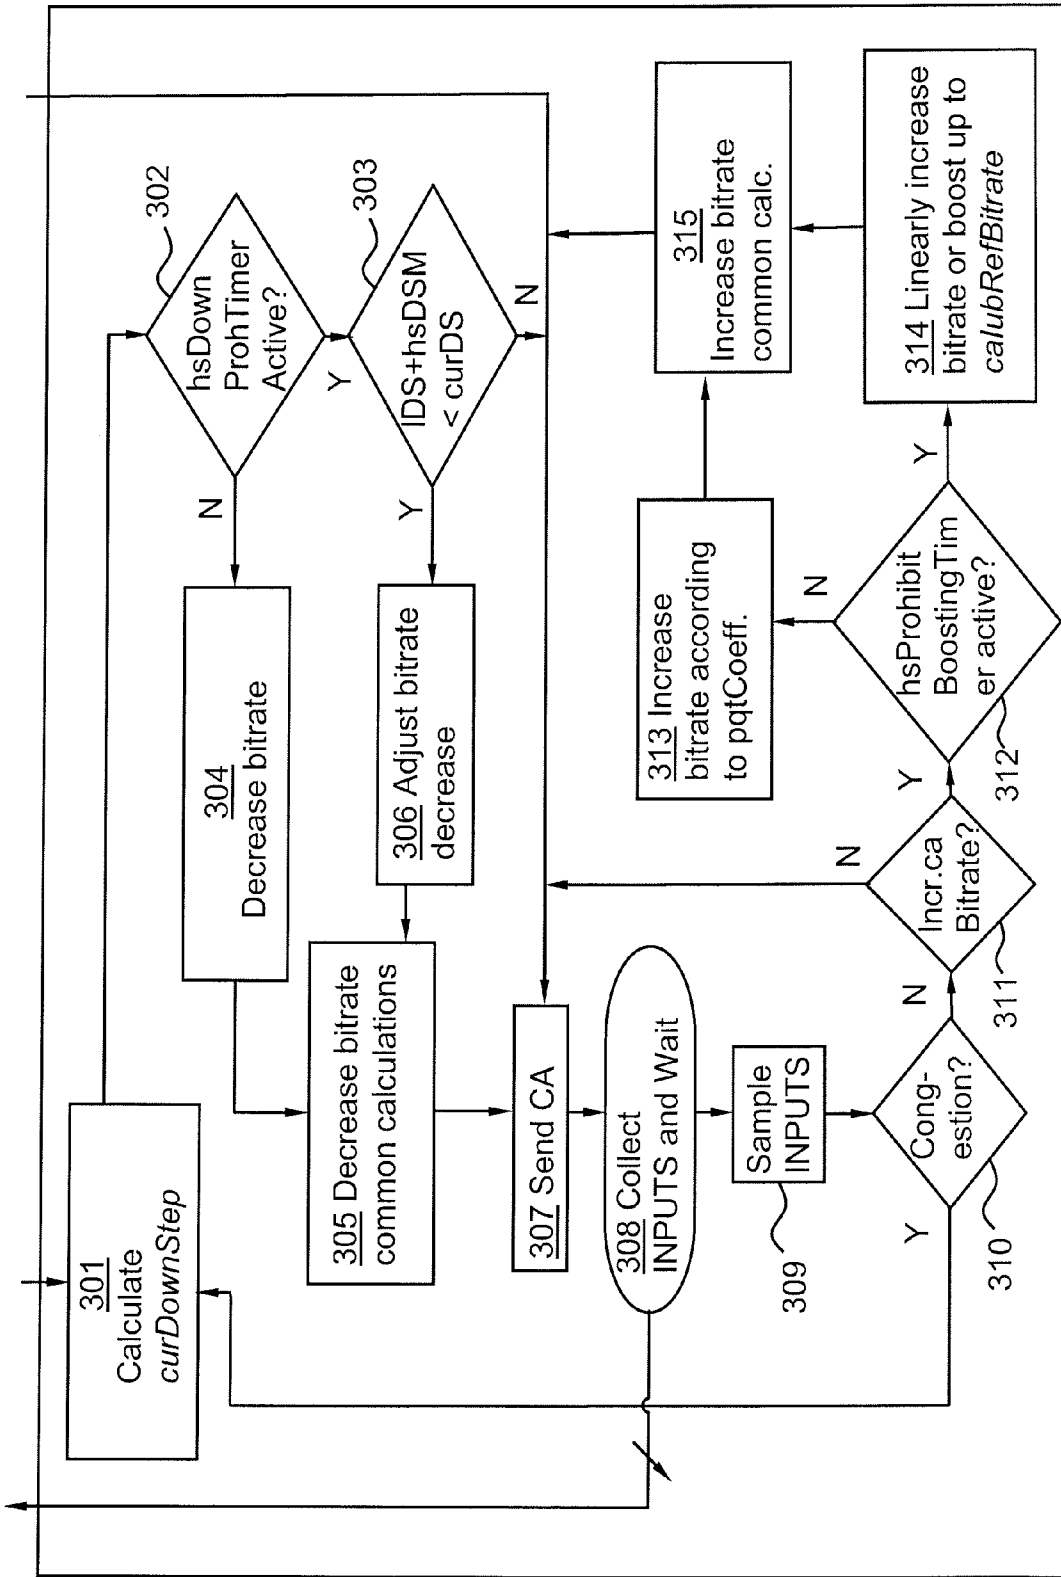 301
Calculate
curDownStep
302
hsDown
ProhTimer
Active?
N
Y
303
IDS+hsDSM
< curDS
Y
N
304
Decrease bitrate
306 Adjust bitrate
decrease
305 Decrease bitrate
common calculations
307 Send CA
308 Collect
INPUTS and Wait
Sample
INPUTS
309
Cong-
estion?
310
Y
N
Incr.ca
Bitrate?
311
N
Y
hsProhibit
BoostingTim
er active?
312
N
Y
313 Increase
bitrate according
to pqtCoeff.
314 Linearly increase
bitrate or boost up to
caIubRefBitrate
315
Increase bitrate
common calc.